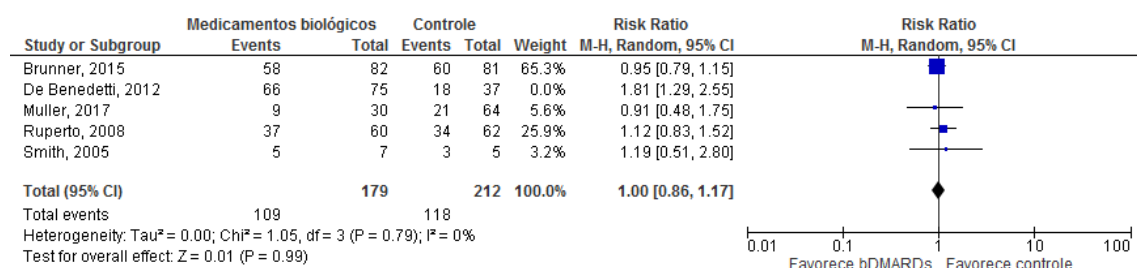 Medicamentos biológicos Controle Risk Ratio Risk Ratio
Study or Subgroup Events Total Events Total Weight M-H, Random, 95% CI M-H, Random, 95% CI
Brunner, 2015 58 82 60 81 65.3% 0.95 [0.79, 1.15]
De Benedetti, 2012 66 75 18 37 0.0% 1.81 [1.29, 2.55]
Muller, 2017 9 30 21 64 5.6% 0.91 [0.48, 1.75]
Ruperto, 2008 37 60 34 62 25.9% 1.12 [0.83, 1.52]
Smith, 2005 5 7 3 5 3.2% 1.19 [0.51, 2.80]
Total (95% CI) 179 212 100.0% 1.00 [0.86, 1.17]
Total events 109 118
Heterogeneity: Tau² = 0.00; Chi² = 1.05, df = 3 (P = 0.79); I² = 0%
Test for overall effect: Z = 0.01 (P = 0.99)
0.01 0.1 1 10 100
Favorece bDMARDs Favorece controle